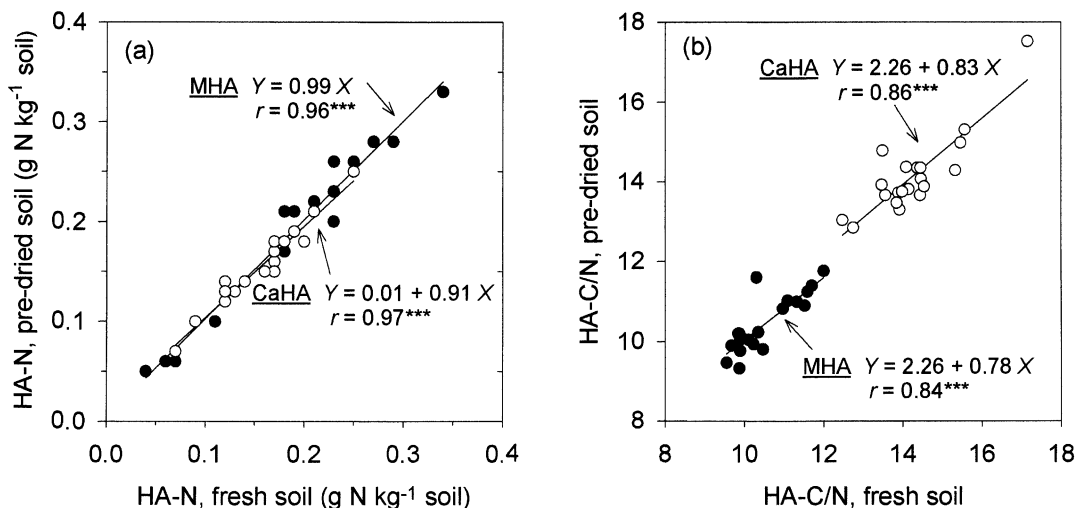 (a)
MHA Y = 0.99 X
r = 0.96***
CaHA Y = 0.01 + 0.91 X
r = 0.97***
HA-N, pre-dried soil (g N kg⁻¹ soil)
0.4
0.3
0.2
0.1
0.0
0.0 0.1 0.2 0.3 0.4
HA-N, fresh soil (g N kg⁻¹ soil)
(b)
CaHA Y = 2.26 + 0.83 X
r = 0.86***
MHA Y = 2.26 + 0.78 X
r = 0.84***
HA-C/N, pre-dried soil
18
16
14
12
10
8
8 10 12 14 16 18
HA-C/N, fresh soil